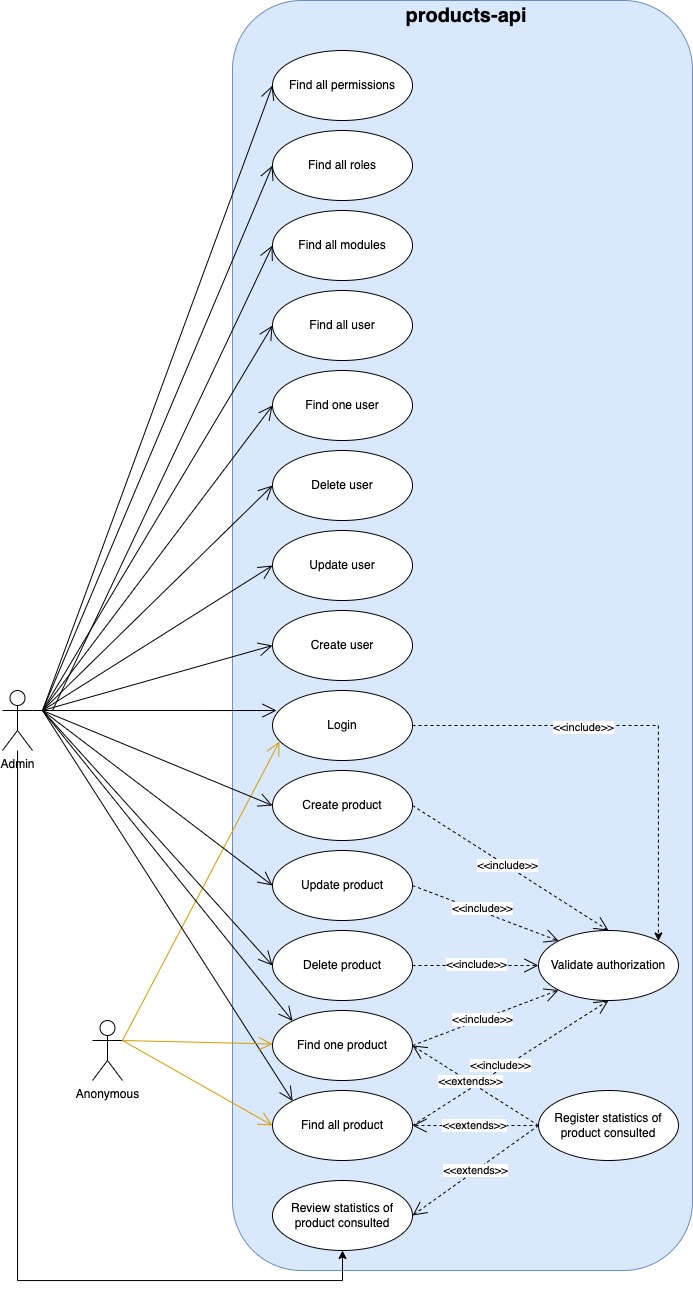 products-api
Find all permissions
Find all roles
Find all modules
Find all user
Find one user
Delete user
Update user
Create user
Admin
Login
<<include>>
Create product
<<include>>
Update product
<<include>>
Delete product
<<include>>
Validate authorization
Find one product
<<include>>
Anonymous
<<include>>
<<extends>>
Find all product
<<extends>>
Register statistics of
product consulted
<<extends>>
Review statistics of
product consulted